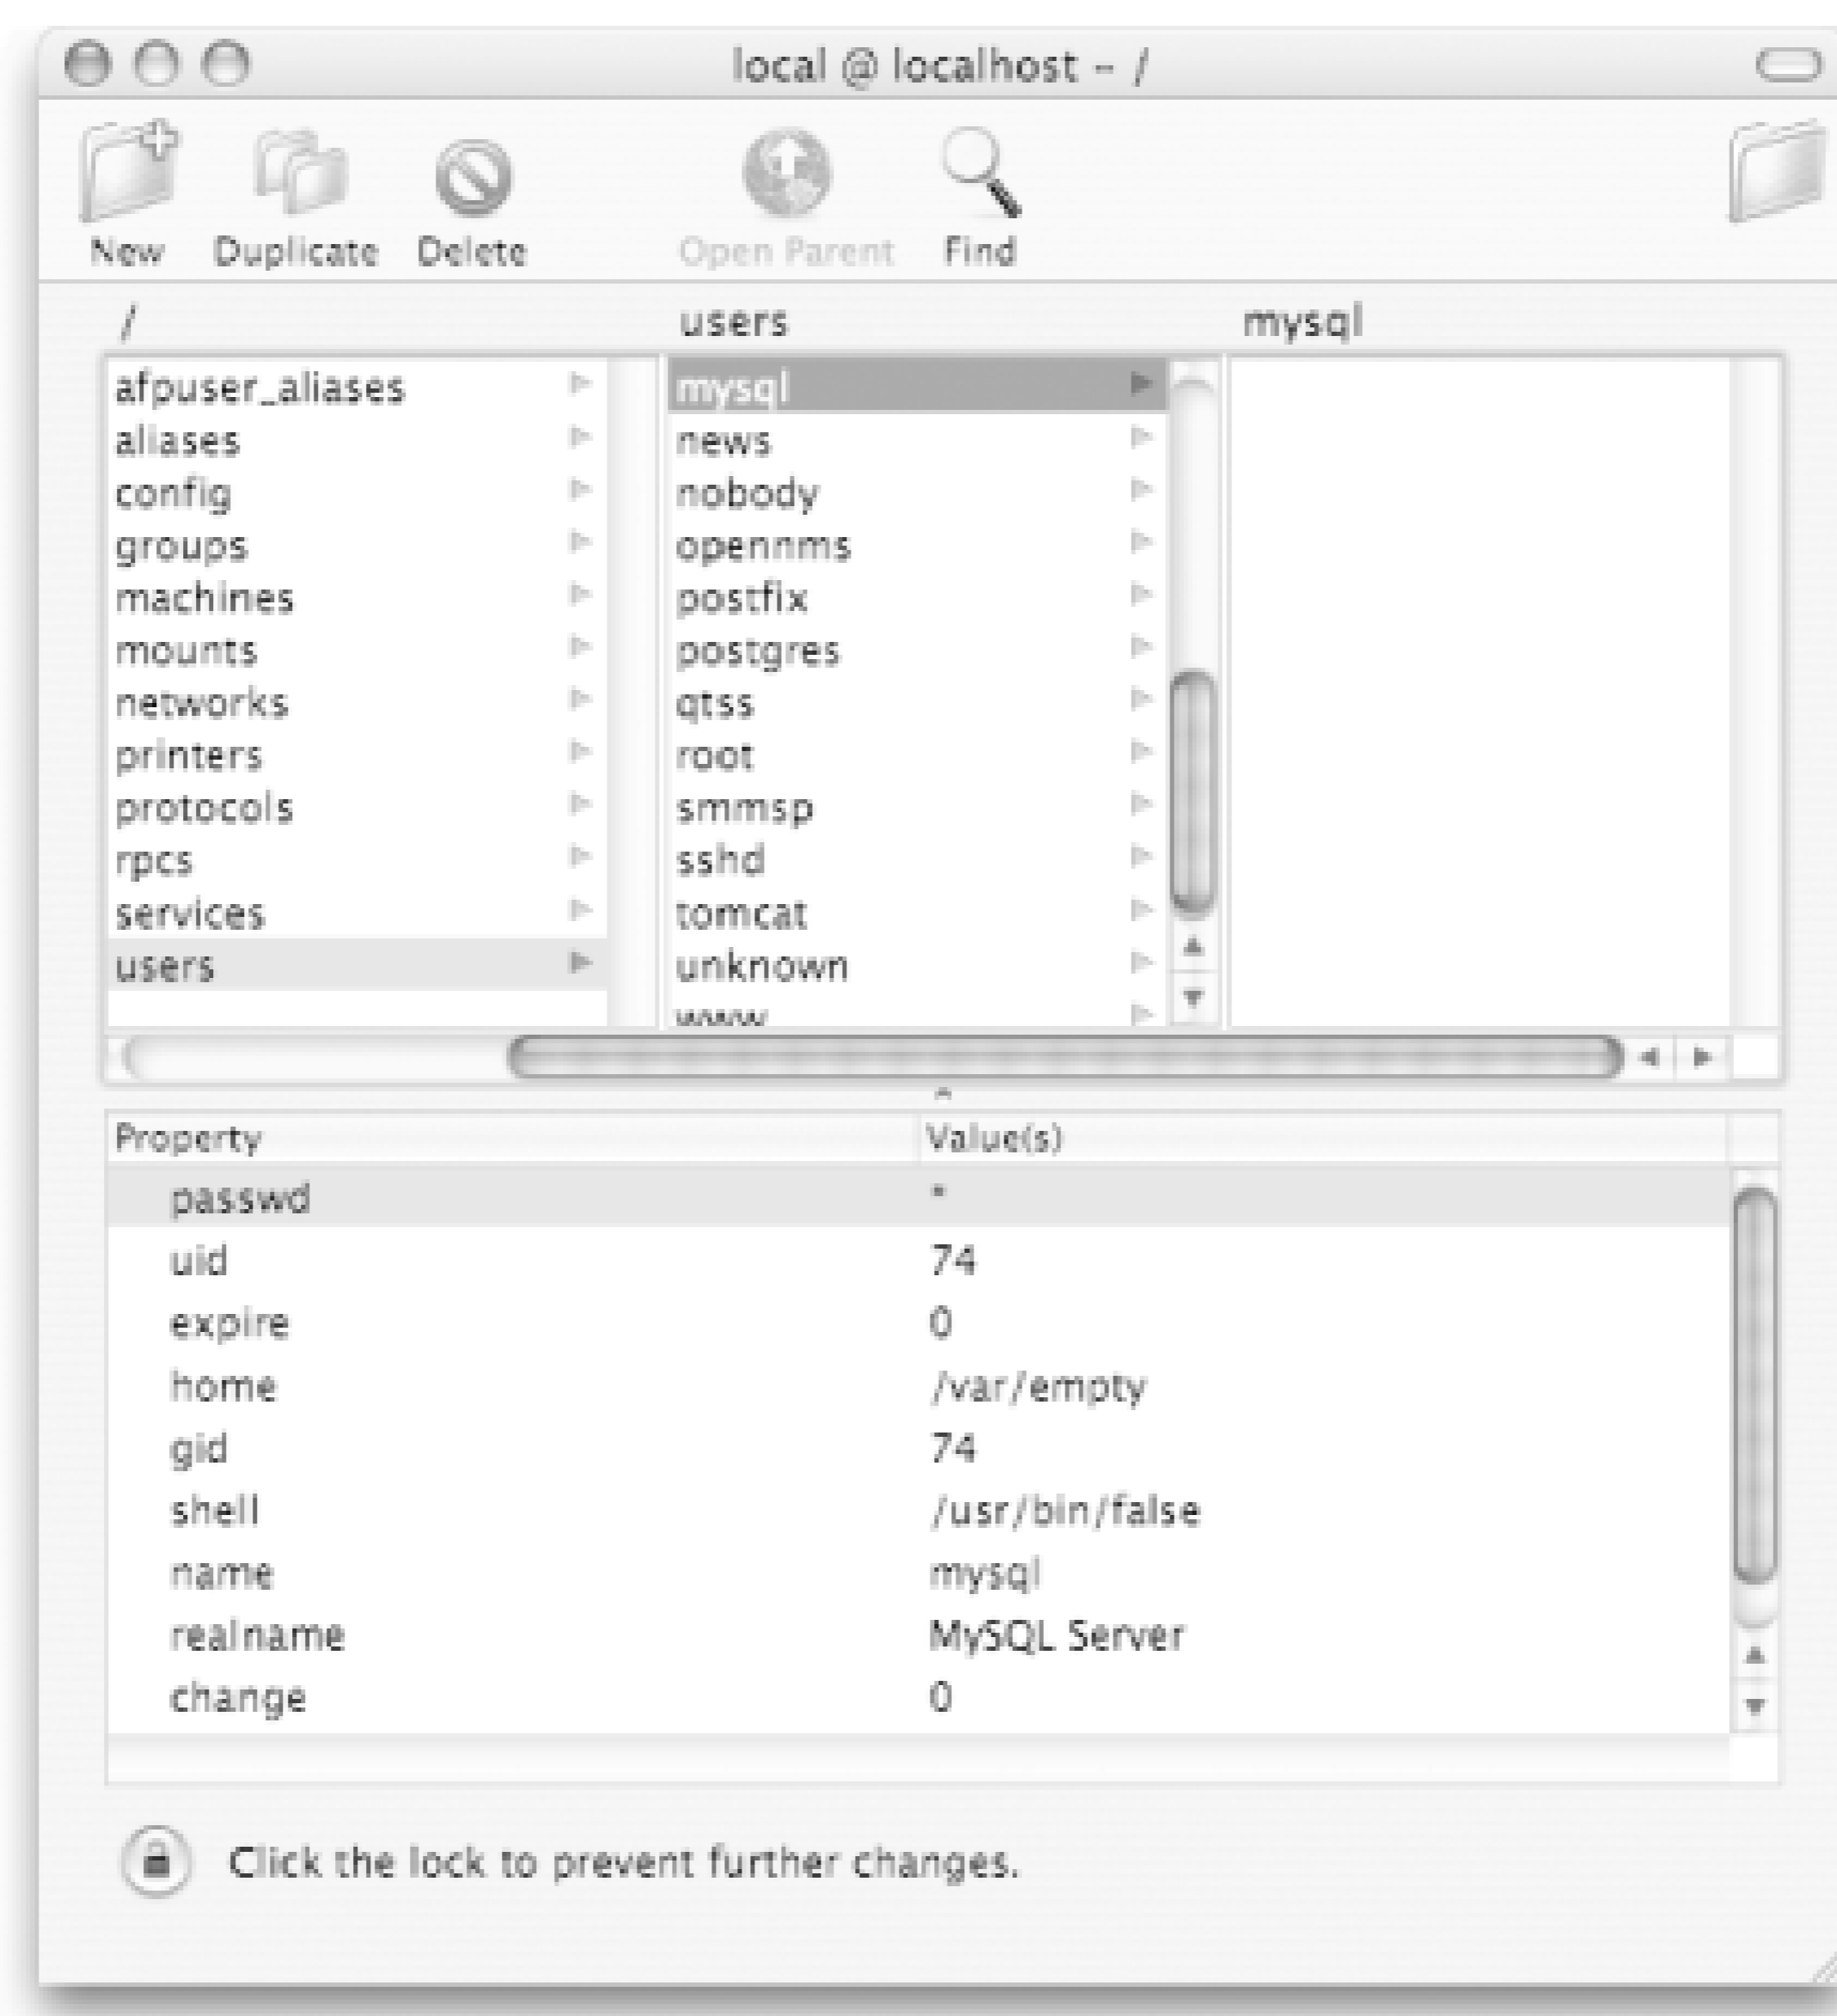 local @ localhost – /
New Duplicate Delete Open Parent Find
/ users mysql
afpuser_aliases mysql
aliases news
config nobody
groups opennms
machines postfix
mounts postgres
networks qtss
printers root
protocols smmsp
rpcs sshd
services tomcat
users unknown
www
Property Value(s)
passwd *
uid 74
expire 0
home /var/empty
gid 74
shell /usr/bin/false
name mysql
realname MySQL Server
change 0
Click the lock to prevent further changes.